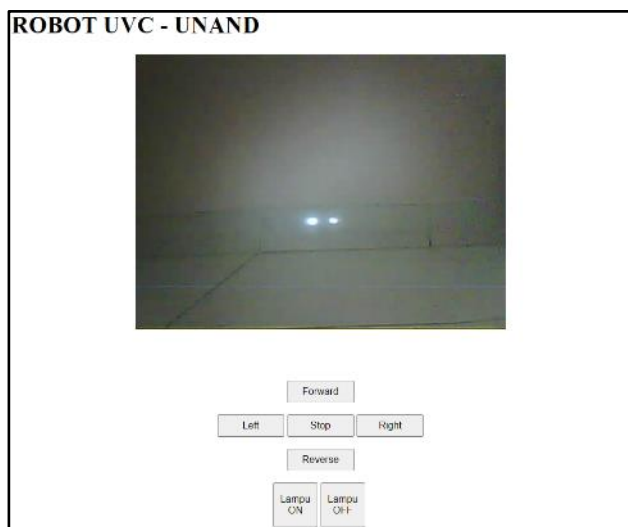 ROBOT UVC - UNAND
Forward
Left Stop Right
Reverse
Lampu Lampu
ON OFF